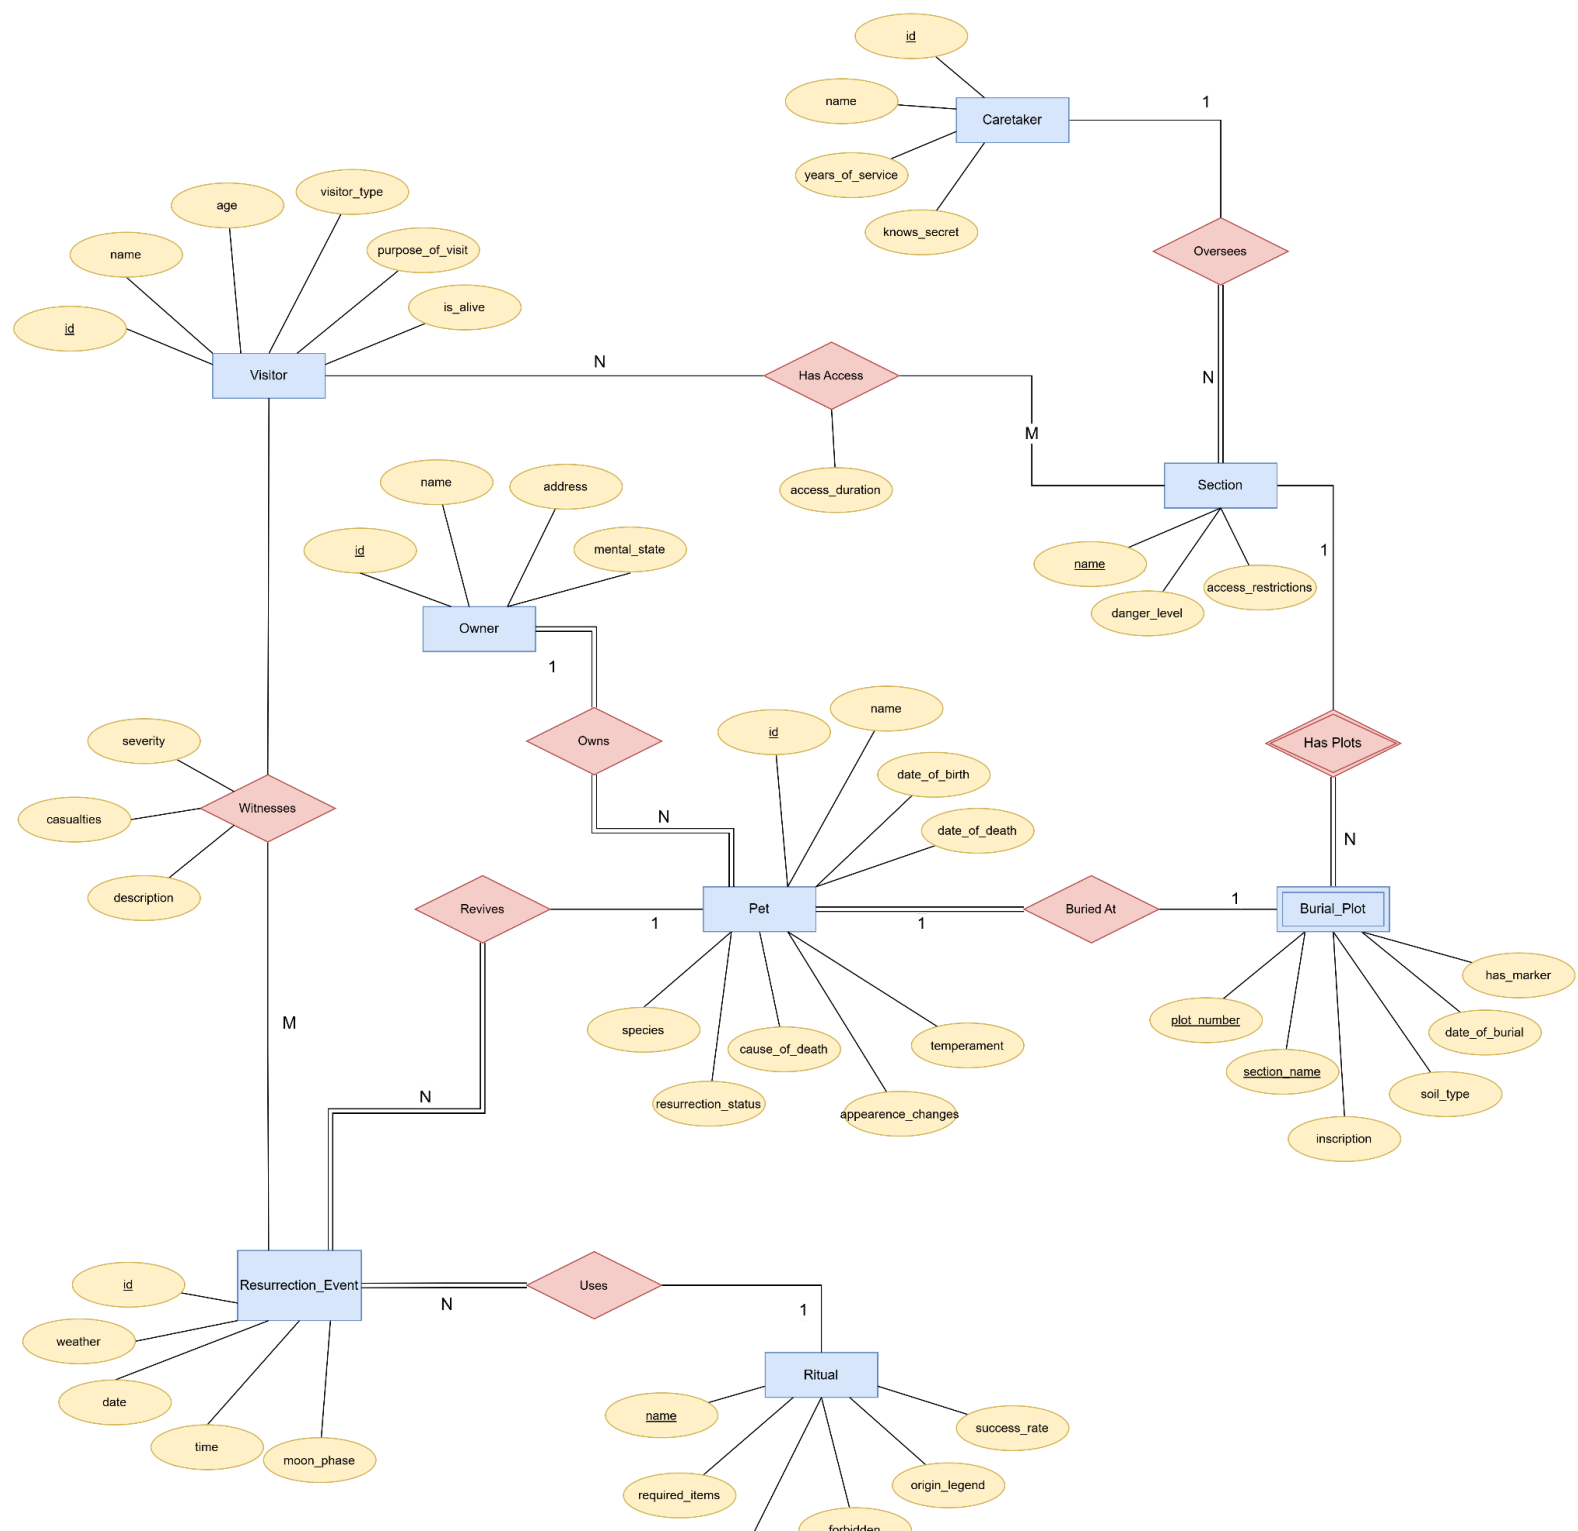 id
name
Caretaker
1
years_of_service
knows_secret
visitor_type
age
name
purpose_of_visit
is_alive
id
Oversees
Visitor
N
Has Access
N
M
access_duration
Section
name
address
id
mental_state
name
access_restrictions
danger_level
1
Owner
1
Owns
id
name
date_of_birth
date_of_death
Has Plots
severity
Witnesses
casualties
description
N
N
Revives
1
Pet
1
Buried At
1
Burial_Plot
has_marker
plot_number
date_of_burial
section_name
soil_type
inscription
species
cause_of_death
temperament
resurrection_status
appearence_changes
M
N
id
Resurrection_Event
N
Uses
1
weather
date
time
moon_phase
Ritual
name
success_rate
required_items
origin_legend
forbidden